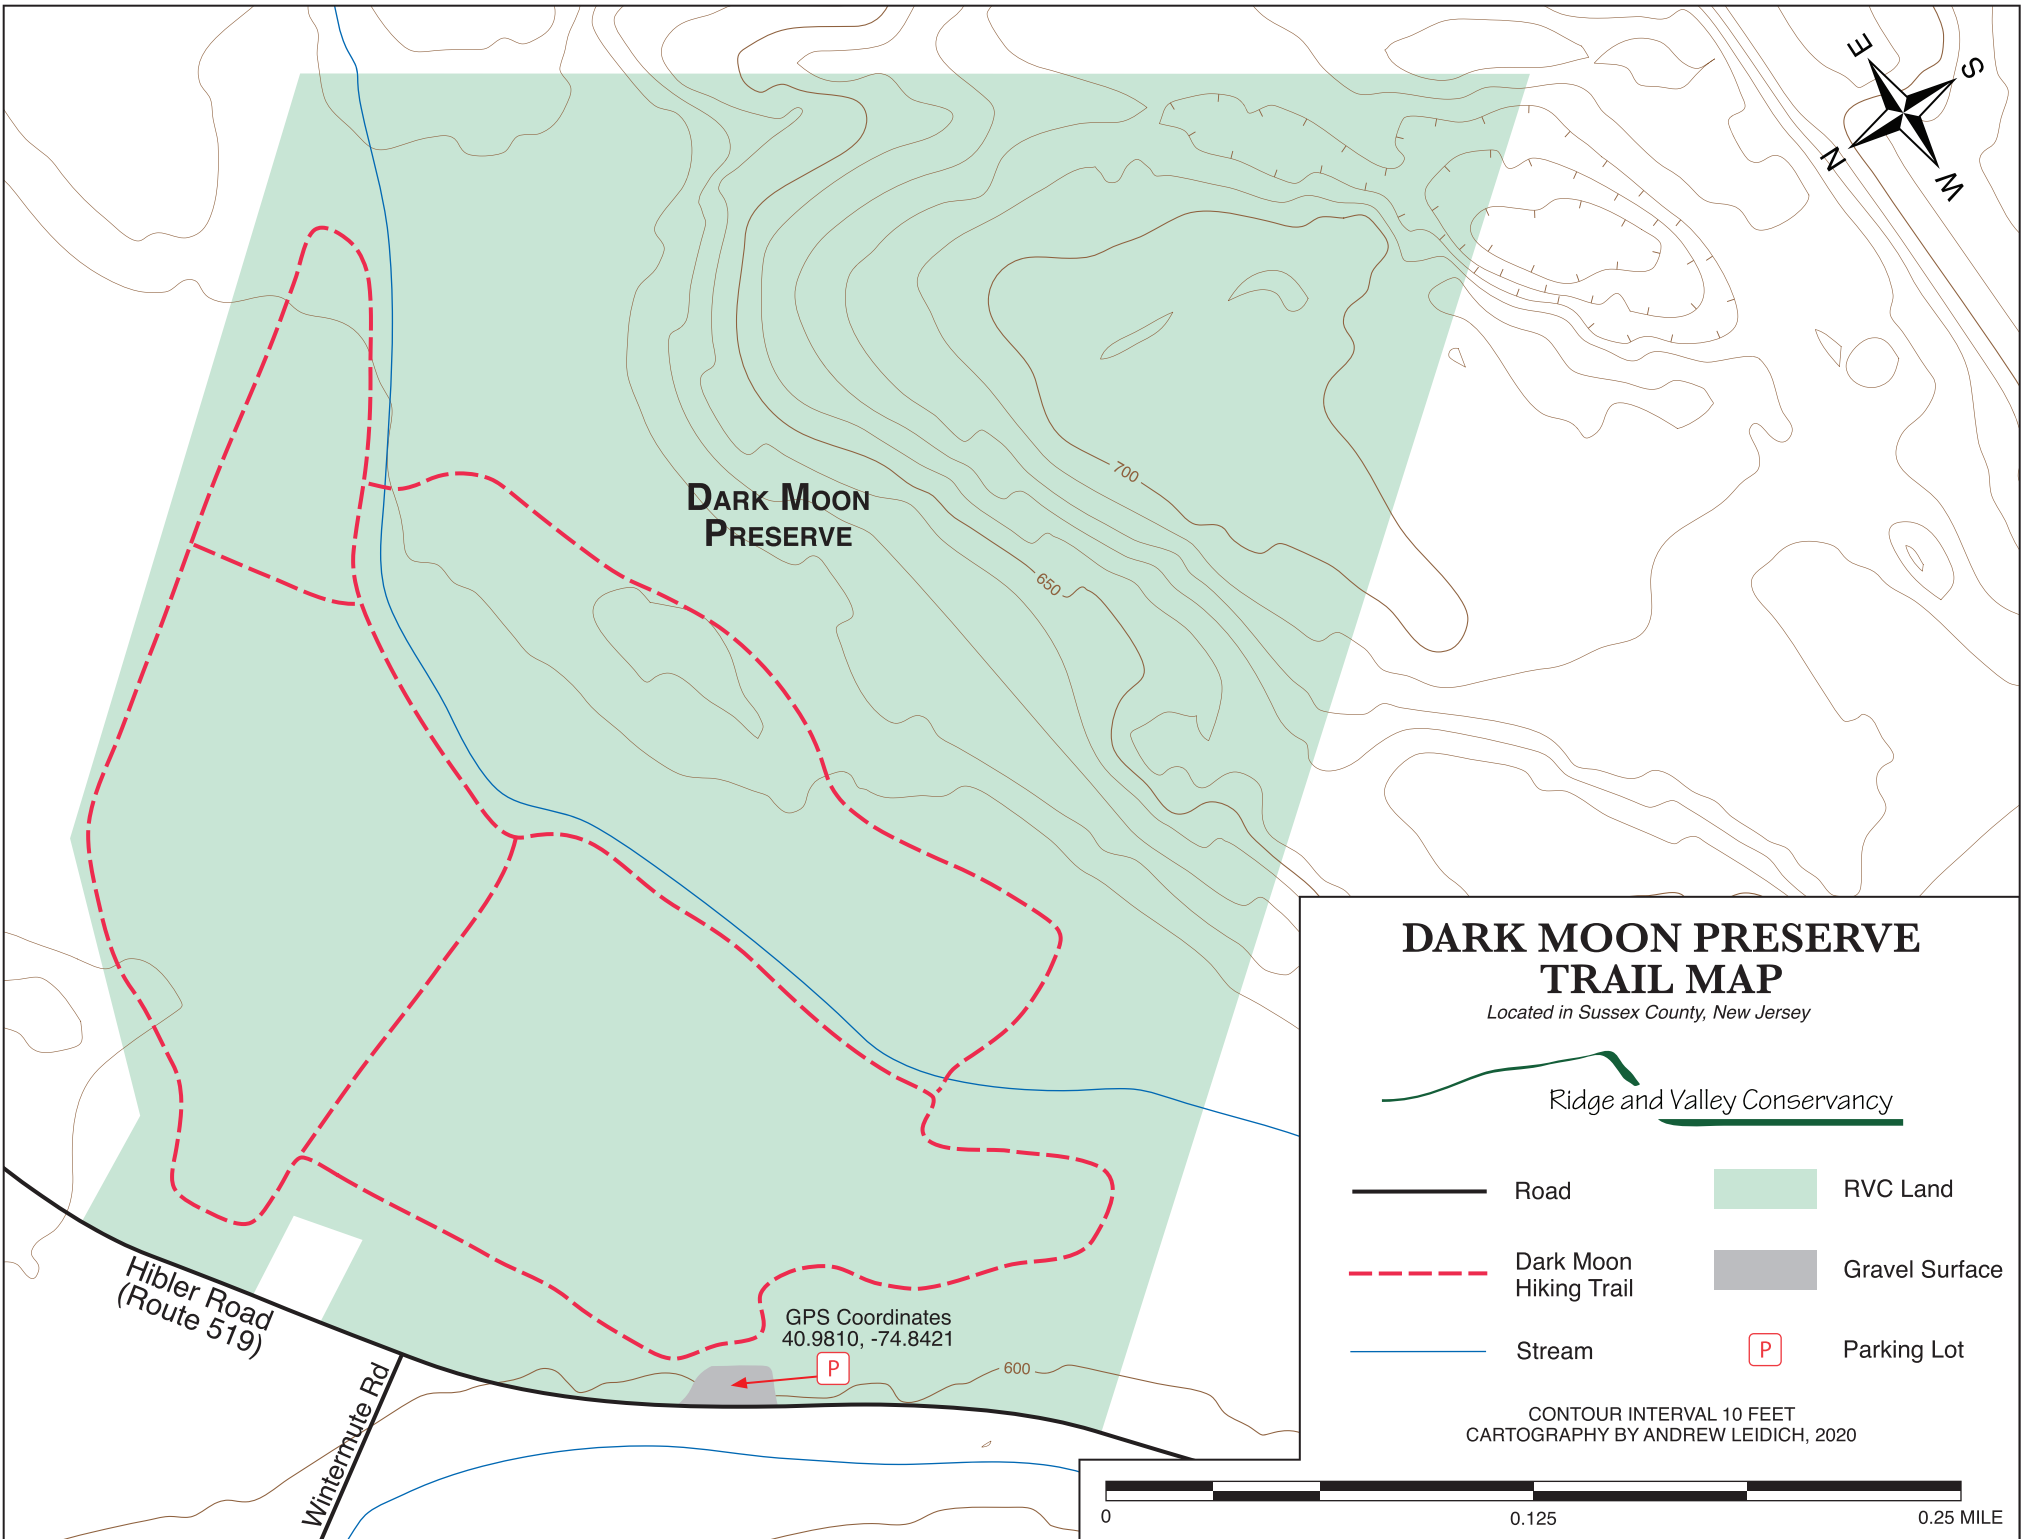 E
S
N
W
700
DARK MOON
PRESERVE
650
DARK MOON PRESERVE
TRAIL MAP
Located in Sussex County, New Jersey
Ridge and Valley Conservancy
Road
RVC Land
Dark Moon
Hiking Trail
Gravel Surface
Stream
P
Parking Lot
CONTOUR INTERVAL 10 FEET
CARTOGRAPHY BY ANDREW LEIDICH, 2020
Hibler Road
(Route 519)
GPS Coordinates
40.9810, -74.8421
P
600
Wintermute Rd
0
0.125
0.25 MILE